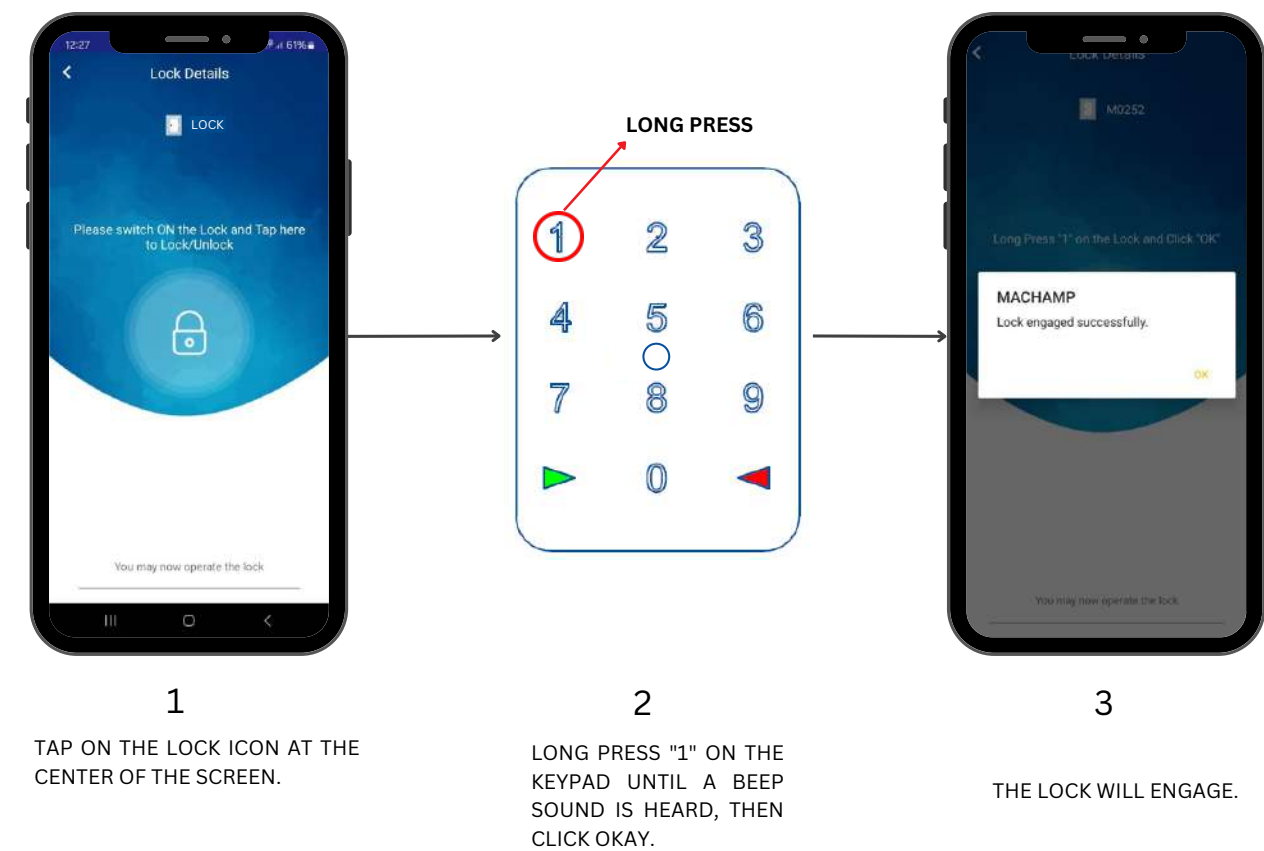 12:27
61%
Lock Details
LOCK
Please switch ON the Lock and Tap here
to Lock/Unlock
You may now operate the lock
LONG PRESS
1 2 3
4 5 6
7 8 9
0
Lock Details
M0252
Long Press "1" on the Lock and Click "OK"
MACHAMP
Lock engaged successfully.
OK
You may now operate the lock
1
TAP ON THE LOCK ICON AT THE
CENTER OF THE SCREEN.
2
LONG PRESS "1" ON THE
KEYPAD UNTIL A BEEP
SOUND IS HEARD, THEN
CLICK OKAY.
3
THE LOCK WILL ENGAGE.